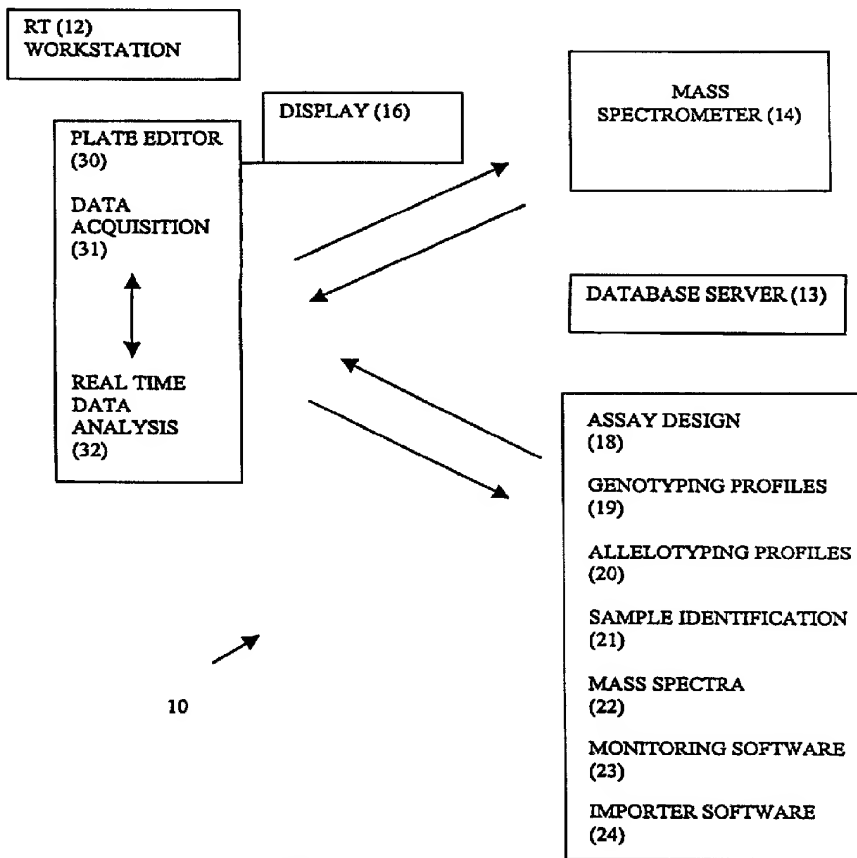 RT (12)
WORKSTATION
DISPLAY (16)
MASS
SPECTROMETER (14)
PLATE EDITOR
(30)
DATA
ACQUISITION
(31)
REAL TIME
DATA
ANALYSIS
(32)
DATABASE SERVER (13)
ASSAY DESIGN
(18)
GENOTYPING PROFILES
(19)
ALLELOTYPING PROFILES
(20)
SAMPLE IDENTIFICATION
(21)
MASS SPECTRA
(22)
MONITORING SOFTWARE
(23)
IMPORTER SOFTWARE
(24)
10